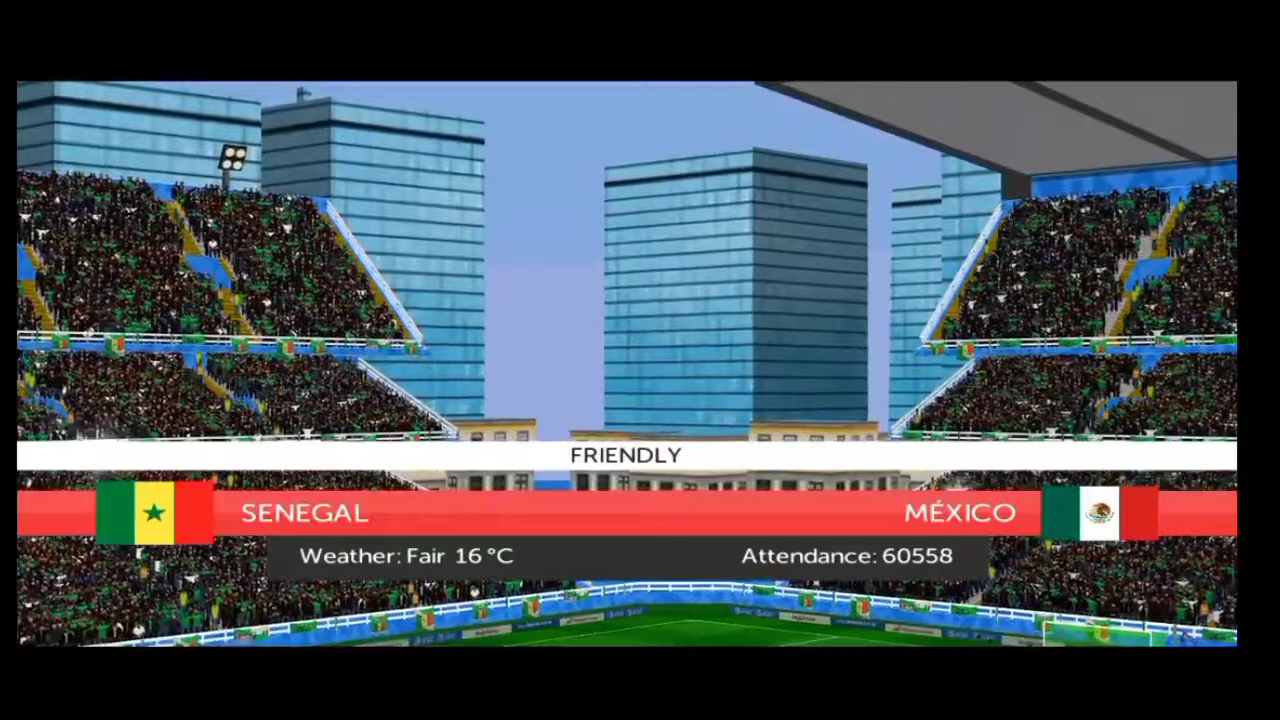 FRIENDLY
SENEGAL
MÉXICO
Weather: Fair 16 °C
Attendance: 60558